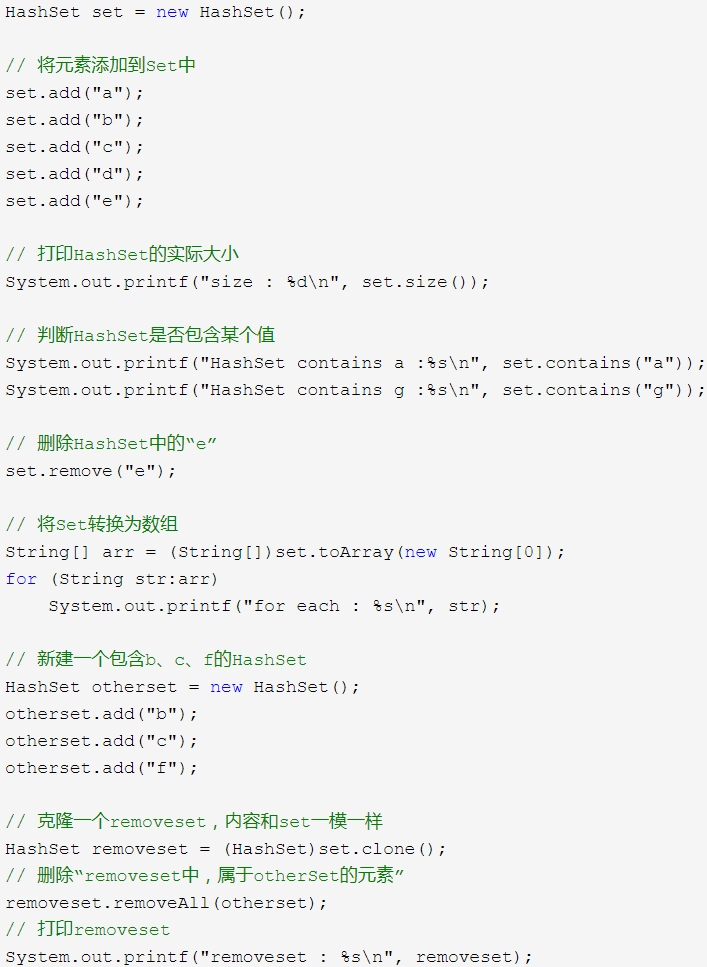 HashSet set = new HashSet();
// 将元素添加到Set中
set.add("a");
set.add("b");
set.add("c");
set.add("d");
set.add("e");
// 打印HashSet的实际大小
System.out.printf("size : %d\n", set.size());
// 判断HashSet是否包含某个值
System.out.printf("HashSet contains a :%s\n", set.contains("a"));
System.out.printf("HashSet contains g :%s\n", set.contains("g"));
// 删除HashSet中的“e”
set.remove("e");
// 将Set转换为数组
String[] arr = (String[])set.toArray(new String[0]);
for (String str:arr)
    System.out.printf("for each : %s\n", str);
// 新建一个包含b、c、f的HashSet
HashSet otherset = new HashSet();
otherset.add("b");
otherset.add("c");
otherset.add("f");
// 克隆一个removeset，内容和set一模一样
HashSet removeset = (HashSet)set.clone();
// 删除“removeset中，属于otherSet的元素”
removeset.removeAll(otherset);
// 打印removeset
System.out.printf("removeset : %s\n", removeset);